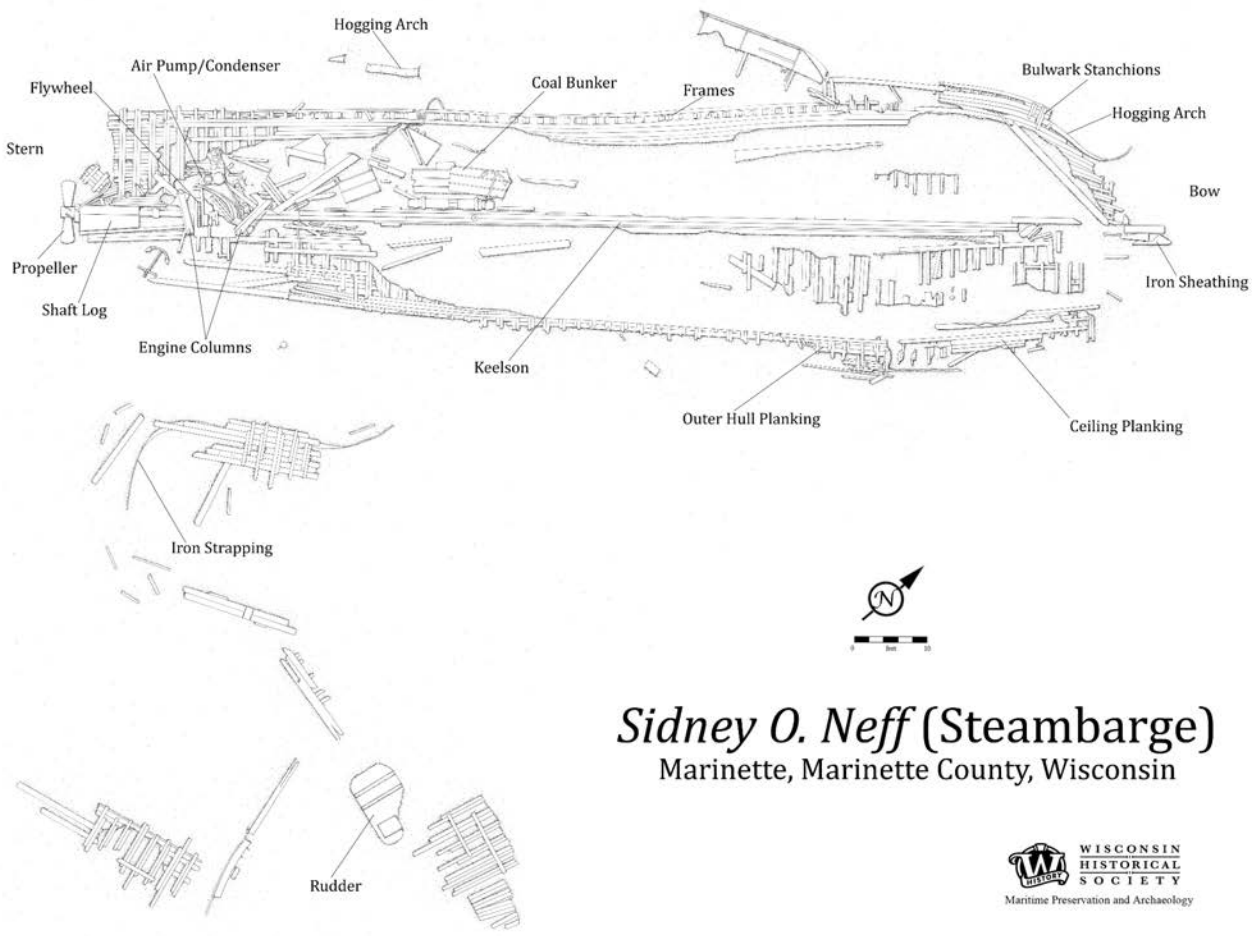 Hogging Arch
Air Pump/Condenser
Flywheel
Coal Bunker
Frames
Bulwark Stanchions
Hogging Arch
Stern
Bow
Propeller
Shaft Log
Iron Sheathing
Engine Columns
Keelson
Outer Hull Planking
Ceiling Planking
Iron Strapping
N
0 feet 10
Sidney O. Neff (Steambarge)
Marinette, Marinette County, Wisconsin
Rudder
W
HISTORY
WISCONSIN
HISTORICAL
SOCIETY
Maritime Preservation and Archaeology